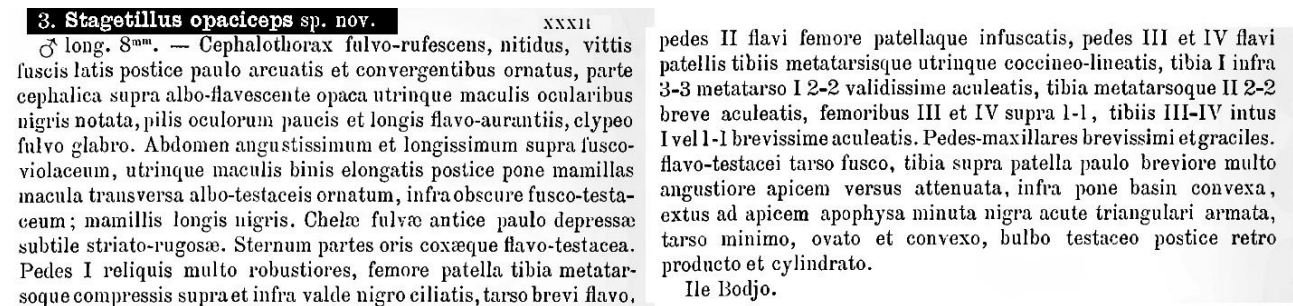 3. Stagetillus opaciceps sp. nov.
XXXII
♂ long. 8mm. — Cephalothorax fulvo-rufescens, nitidus, vittis
fuscis latis postice paulo arcuatis et convergentibus ornatus, parte
cephalica supra albo-flavescente opaca utrinque maculis ocularibus
nigris notata, pilis oculorum paucis et longis flavo-aurantiis, clypeo
fulvo glabro. Abdomen angustissimum et longissimum supra fusco-
violaceum, utrinque maculis binis elongatis postice pone mamillas
macula transversa albo-testaceis ornatum, infra obscure fusco-testa-
ceum; mamillis longis nigris. Chelæ fulvæ antice paulo depressæ
subtile striato-rugosæ. Sternum partes oris coxæque flavo-testacea.
Pedes I reliquis multo robustiores, femore patella tibia metatar-
soque compressis supra et infra valde nigro ciliatis, tarso brevi flavo,
pedes II flavi femore patellaque infuscatis, pedes III et IV flavi
patellis tibiis metatarsisque utrinque coccineo-lineatis, tibia I infra
3-3 metatarso I 2-2 validissime aculeatis, tibia metatarsoque II 2-2
breve aculeatis, femoribus III et IV supra 1-1, tibiis III-IV intus
I vel 1-1 brevissime aculeatis. Pedes-maxillares brevissimi et graciles.
flavo-testacei tarso fusco, tibia supra patella paulo breviore multo
angustiore apicem versus attenuata, infra pone basin convexa,
extus ad apicem apophysa minuta nigra acute triangulari armata,
tarso minimo, ovato et convexo, bulbo testaceo postice retro
producto et cylindrato.
Ile Bodjo.